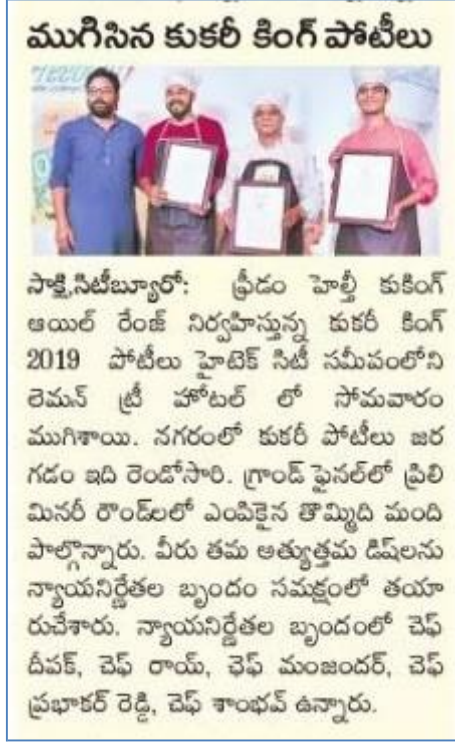 ముగిసిన కుకరీ కింగ్ పోటీలు
సాక్షి,సిటీబ్యూరో: ఫ్రీడం హెల్తీ కుకింగ్
ఆయిల్ రేంజ్ నిర్వహిస్తున్న కుకరీ కింగ్
2019 పోటీలు హైటెక్ సిటీ సమీపంలోని
లెమన్ ట్రీ హోటల్ లో సోమవారం
ముగిశాయి. నగరంలో కుకరీ పోటీలు జర
గడం ఇది రెండోసారి. గ్రాండ్ ఫైనల్‌లో ప్రిలి
మినరీ రౌండ్‌లలో ఎంపికైన తొమ్మిది మంది
పాల్గొన్నారు. వీరు తమ అత్యుత్తమ డిష్‌లను
న్యాయనిర్ణేతల బృందం సమక్షంలో తయా
రుచేశారు. న్యాయనిర్ణేతల బృందంలో చెఫ్
దీపక్, చెఫ్ రాయ్, ఛెఫ్ మంజందర్, చెఫ్
ప్రభాకర్ రెడ్డి, చెఫ్ శాంభవ్ ఉన్నారు.